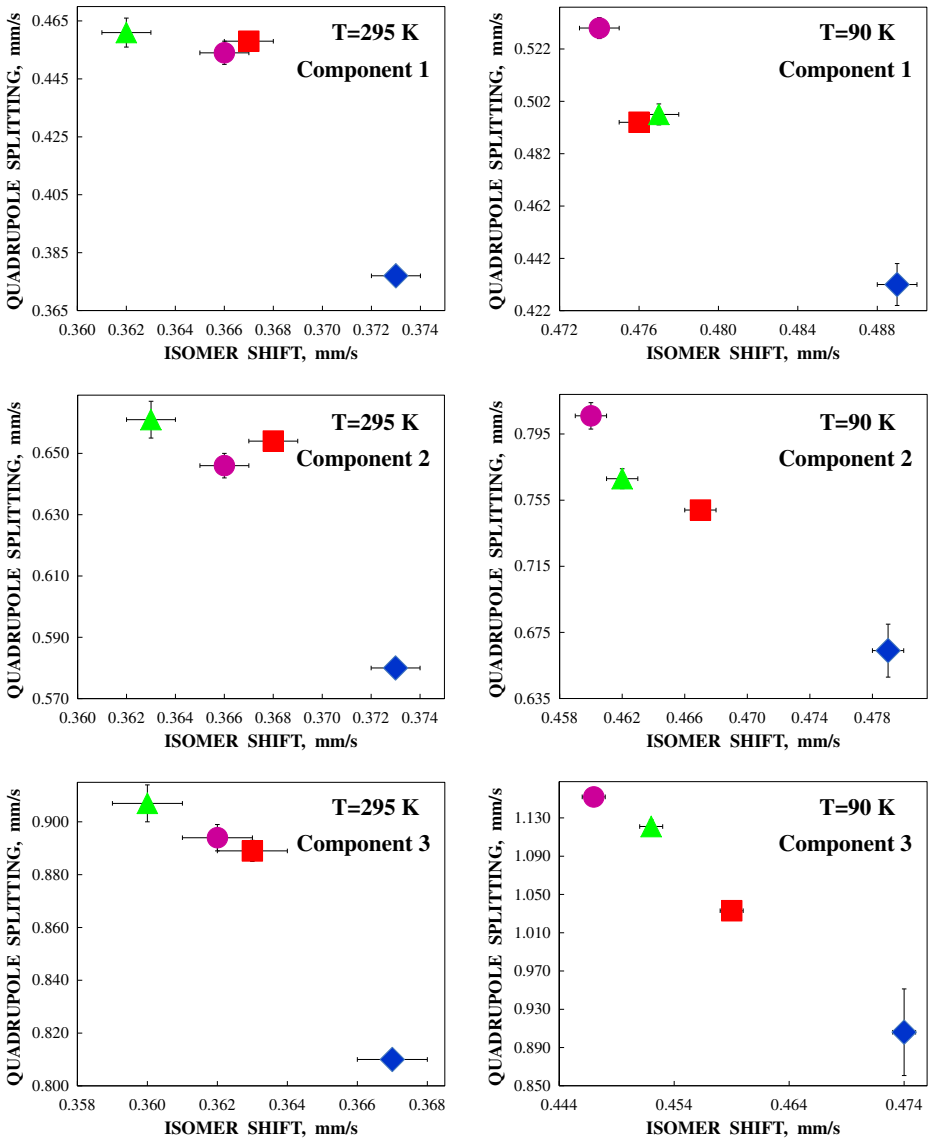 QUADRUPOLE SPLITTING, mm/s
0.465
0.445
0.425
0.405
0.385
0.365
T=295 K
Component 1
0.360 0.362 0.364 0.366 0.368 0.370 0.372 0.374
ISOMER SHIFT, mm/s
QUADRUPOLE SPLITTING, mm/s
0.522
0.502
0.482
0.462
0.442
0.422
T=90 K
Component 1
0.472 0.476 0.480 0.484 0.488
ISOMER SHIFT, mm/s
QUADRUPOLE SPLITTING, mm/s
0.650
0.630
0.610
0.590
0.570
T=295 K
Component 2
0.360 0.362 0.364 0.366 0.368 0.370 0.372 0.374
ISOMER SHIFT, mm/s
QUADRUPOLE SPLITTING, mm/s
0.795
0.755
0.715
0.675
0.635
T=90 K
Component 2
0.458 0.462 0.466 0.470 0.474 0.478
ISOMER SHIFT, mm/s
QUADRUPOLE SPLITTING, mm/s
0.900
0.880
0.860
0.840
0.820
0.800
T=295 K
Component 3
0.358 0.360 0.362 0.364 0.366 0.368
ISOMER SHIFT, mm/s
QUADRUPOLE SPLITTING, mm/s
1.130
1.090
1.050
1.010
0.970
0.930
0.890
0.850
T=90 K
Component 3
0.444 0.454 0.464 0.474
ISOMER SHIFT, mm/s